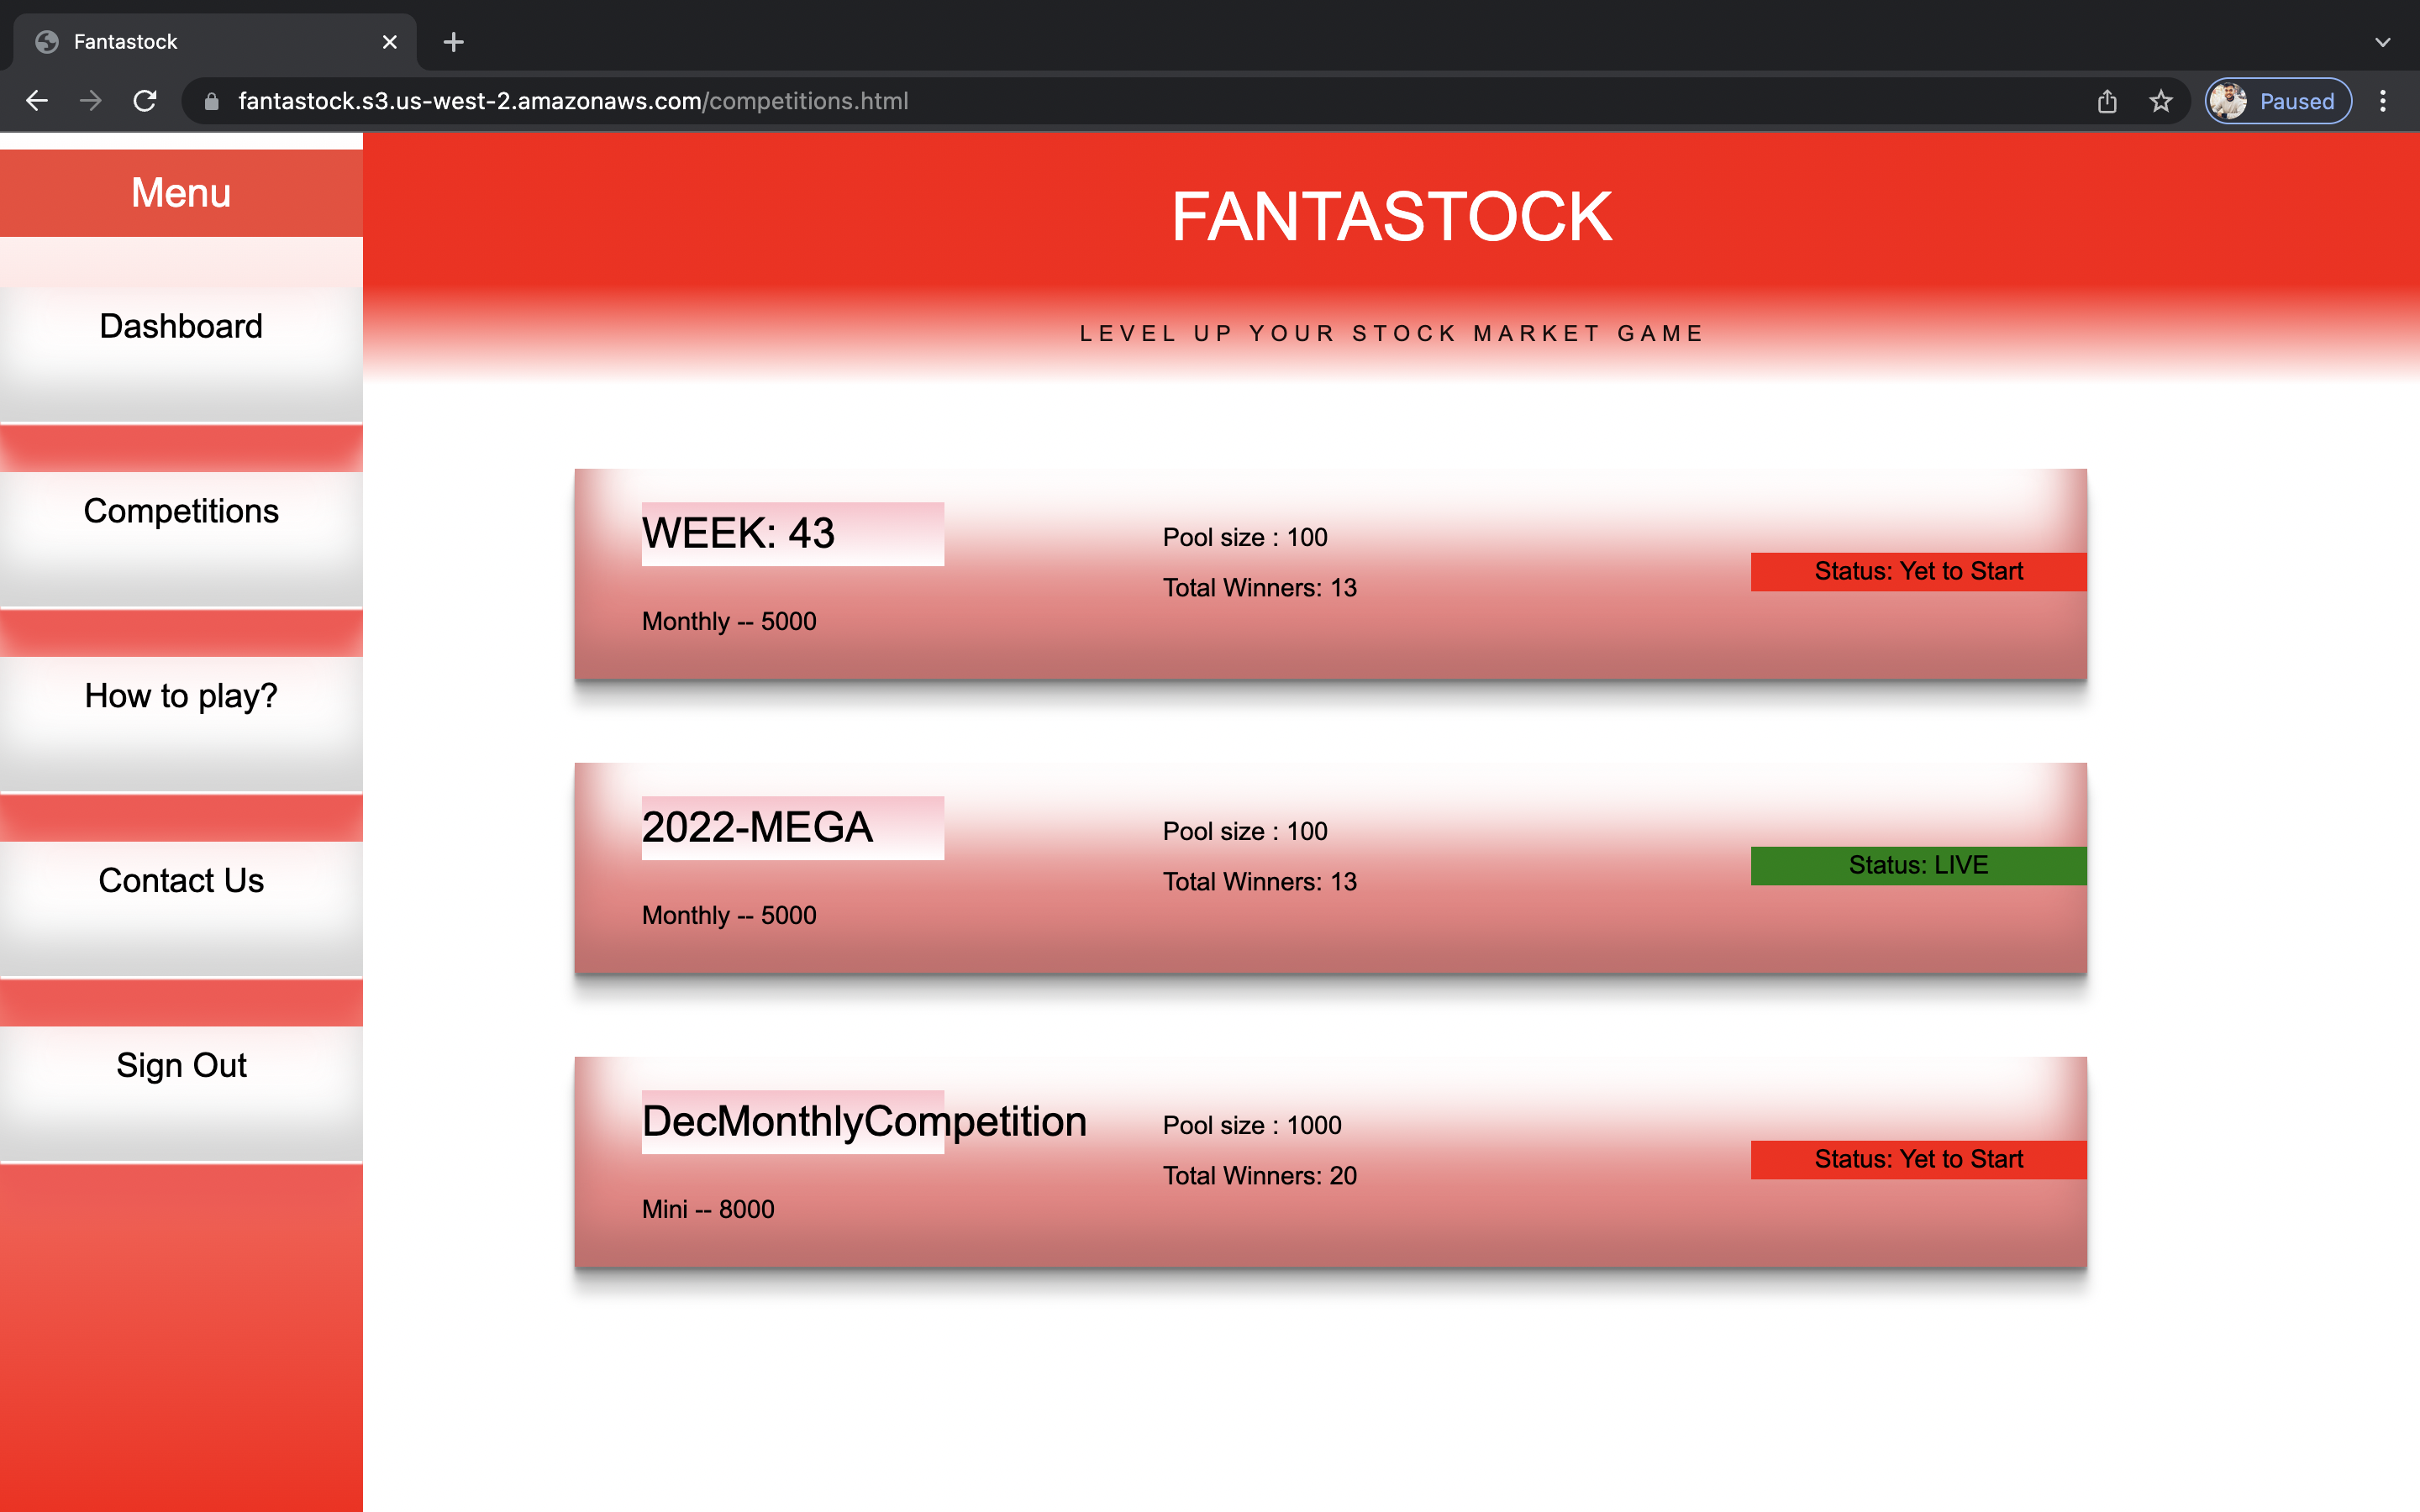 Fantastock
fantastock.s3.us-west-2.amazonaws.com/competitions.html
Paused
Menu
Dashboard
Competitions
How to play?
Contact Us
Sign Out
FANTASTOCK
LEVEL UP YOUR STOCK MARKET GAME
WEEK: 43
Monthly -- 5000
Pool size : 100
Total Winners: 13
Status: Yet to Start
2022-MEGA
Monthly -- 5000
Pool size : 100
Total Winners: 13
Status: LIVE
DecMonthlyCompetition
Mini -- 8000
Pool size : 1000
Total Winners: 20
Status: Yet to Start